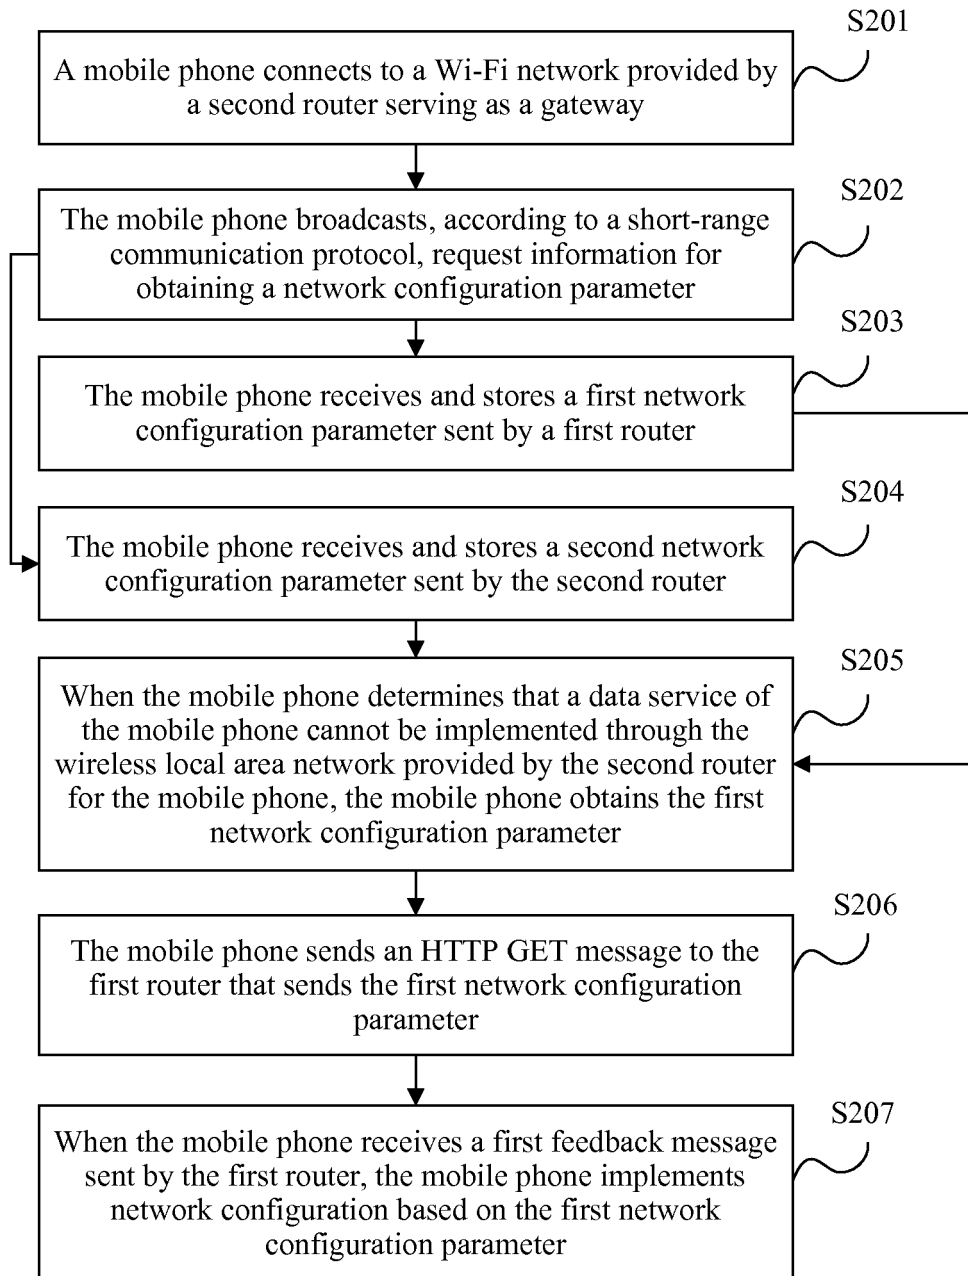 S201
A mobile phone connects to a Wi-Fi network provided by
a second router serving as a gateway
S202
The mobile phone broadcasts, according to a short-range
communication protocol, request information for
obtaining a network configuration parameter
S203
The mobile phone receives and stores a first network
configuration parameter sent by a first router
S204
The mobile phone receives and stores a second network
configuration parameter sent by the second router
S205
When the mobile phone determines that a data service of
the mobile phone cannot be implemented through the
wireless local area network provided by the second router
for the mobile phone, the mobile phone obtains the first
network configuration parameter
S206
The mobile phone sends an HTTP GET message to the
first router that sends the first network configuration
parameter
S207
When the mobile phone receives a first feedback message
sent by the first router, the mobile phone implements
network configuration based on the first network
configuration parameter